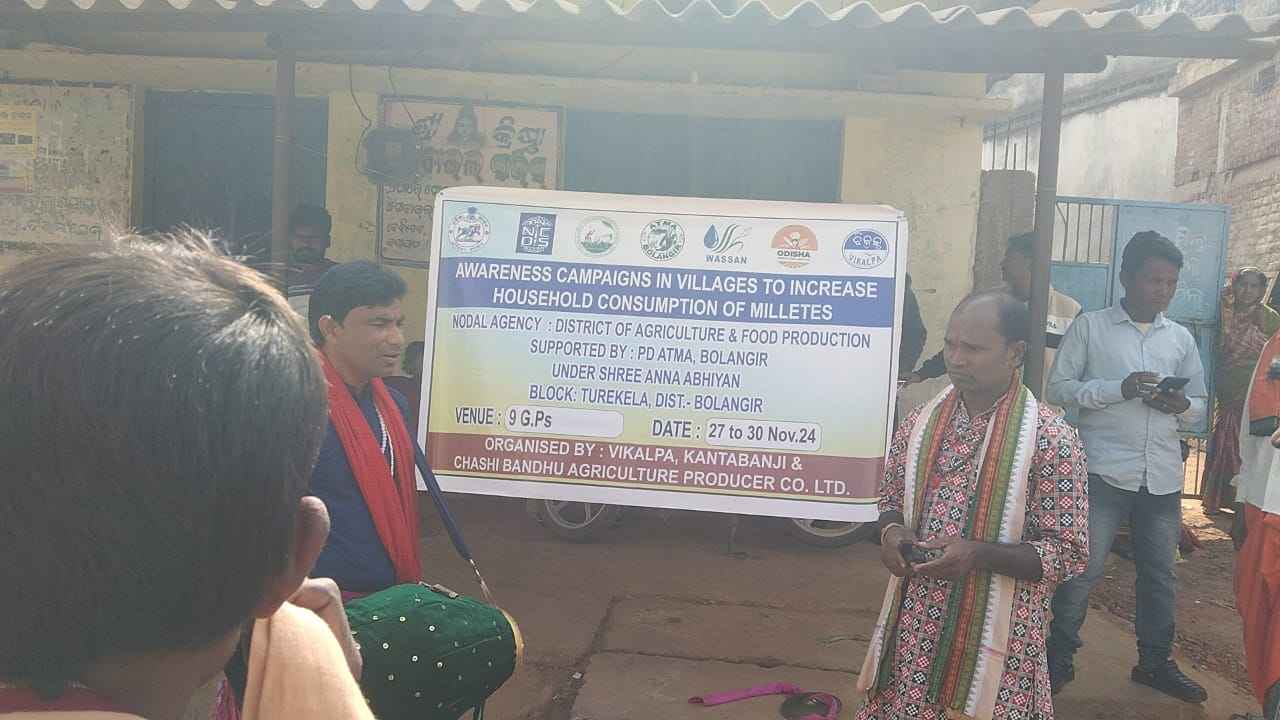 NCDS
ATMA
BOLANGIR
WASSAN
ODISHA
ବିକଳ୍ପ
VIKALPA
AWARENESS CAMPAIGNS IN VILLAGES TO INCREASE
HOUSEHOLD CONSUMPTION OF MILLETES
NODAL AGENCY : DISTRICT OF AGRICULTURE & FOOD PRODUCTION
SUPPORTED BY : PD ATMA, BOLANGIR
UNDER SHREE ANNA ABHIYAN
BLOCK: TUREKELA, DIST.- BOLANGIR
VENUE : 9 G.Ps DATE : 27 to 30 Nov.24
ORGANISED BY : VIKALPA, KANTABANJI &
CHASHI BANDHU AGRICULTURE PRODUCER CO. LTD.